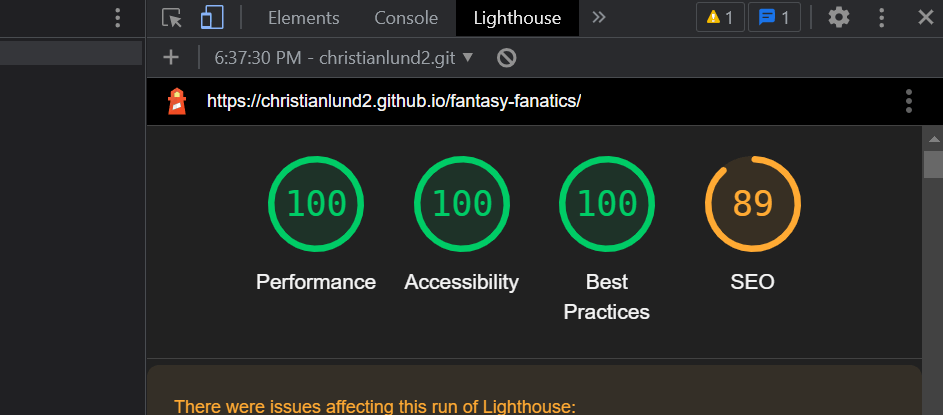 Elements Console Lighthouse 1 1
6:37:30 PM - christianlund2.git
https://christianlund2.github.io/fantasy-fanatics/
100 100 100 89
Performance Accessibility Best Practices SEO
There were issues affecting this run of Lighthouse: